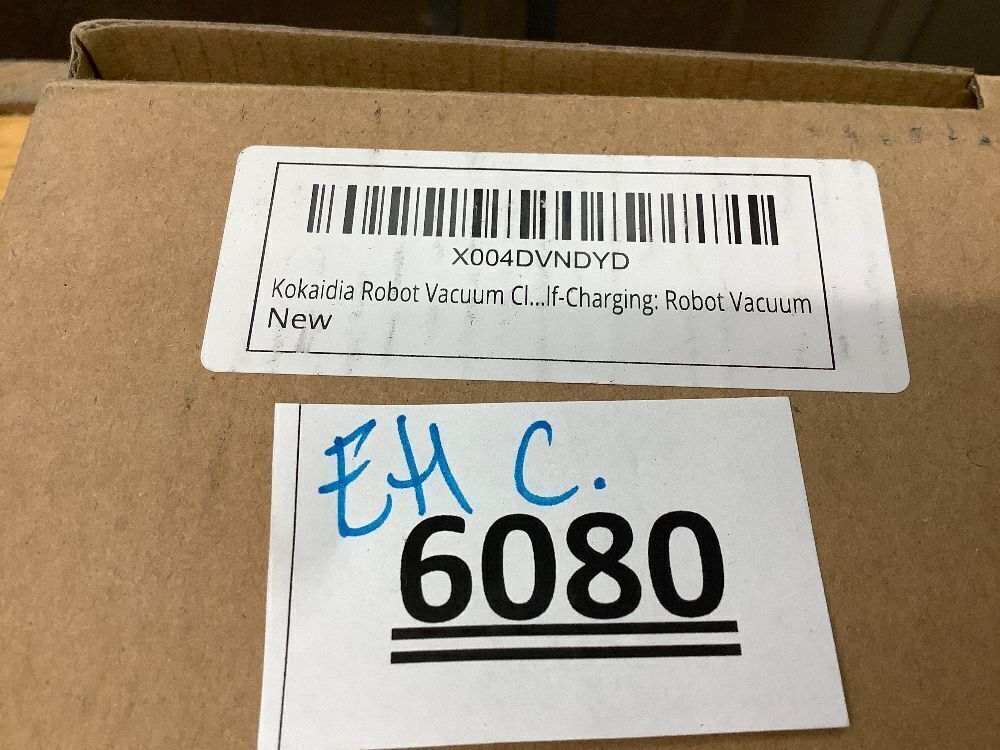 X004DVNDYD
Kokaidia Robot Vacuum Cl...lf-Charging: Robot Vacuum
New
EH C.
6080